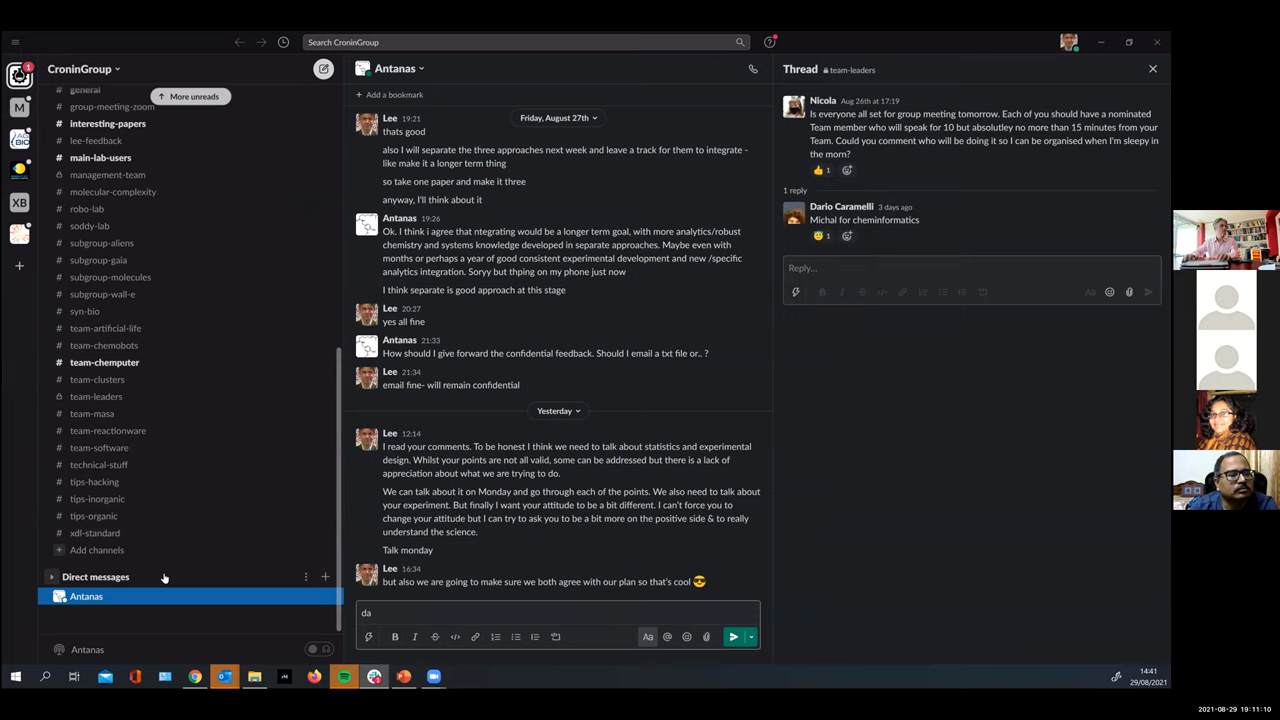 Search CroninGroup
CroninGroup
general
More unreads
group-meeting-zoom
interesting-papers
lee-feedback
main-lab-users
management-team
molecular-complexity
robo-lab
soddy-lab
subgroup-aliens
subgroup-gaia
subgroup-molecules
subgroup-wall-e
syn-bio
team-artificial-life
team-chemobots
team-chemputer
team-clusters
team-leaders
team-masa
team-reactionware
team-software
technical-stuff
tips-hacking
tips-inorganic
tips-organic
xdl-standard
Add channels
Direct messages
Antanas
Antanas
1
M
XB
Antanas
Add a bookmark
Friday, August 27th
Lee 19:21
thats good
also I will separate the three approaches next week and leave a track for them to integrate -
like make it a longer term thing
so take one paper and make it three
anyway, I'll think about it
Antanas 19:26
Ok. I think i agree that ntegrating would be a longer term goal, with more analytics/robust
chemistry and systems knowledge developed in separate approaches. Maybe even with
months or perhaps a year of good consistent experimental development and new /specific
analytics integration. Soryy but thping on my phone just now
I think separate is good approach at this stage
Lee 20:27
yes all fine
Antanas 21:33
How should I give forward the confidential feedback. Should I email a txt file or.. ?
Lee 21:34
email fine- will remain confidential
Yesterday
Lee 12:14
I read your comments. To be honest I think we need to talk about statistics and experimental
design. Whilst your points are not all valid, some can be addressed but there is a lack of
appreciation about what we are trying to do.
We can talk about it on Monday and go through each of the points. We also need to talk about
your experiment. But finally I want your attitude to be a bit different. I can't force you to
change your attitude but I can try to ask you to be a bit more on the positive side & to really
understand the science.
Talk monday
Lee 16:34
but also we are going to make sure we both agree with our plan so that's cool 😎
da
B I
Aa @
Thread team-leaders
Nicola Aug 26th at 17:19
Is everyone all set for group meeting tomorrow. Each of you should have a nominated
Team member who will speak for 10 but absolutley no more than 15 minutes from your
Team. Could you comment who will be doing it so I can be organised when I'm sleepy in
the morn?
👍 1
1 reply
Dario Caramelli 3 days ago
Michal for cheminformatics
😇 1
Reply...
B I
Aa
14:41
29/08/2021
2021-08-29 19:11:10